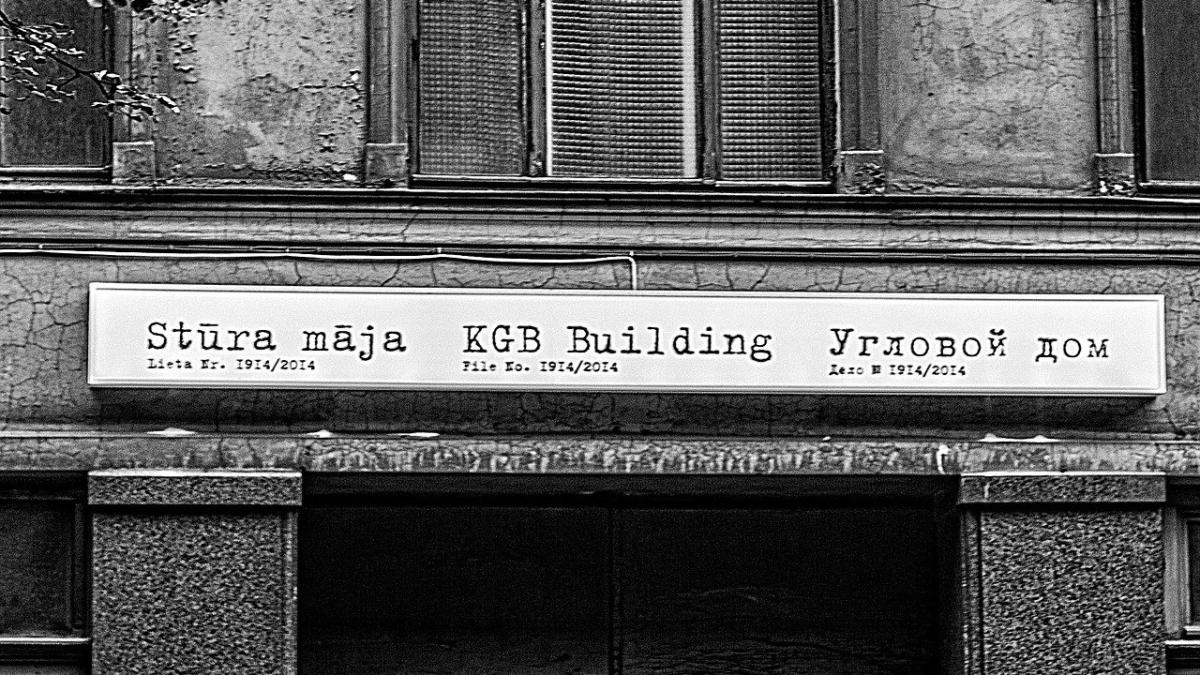 Stūra māja
Lieta Nr. 1914/2014
KGB Building
File No. 1914/2014
Угловой дом
Дело № 1914/2014